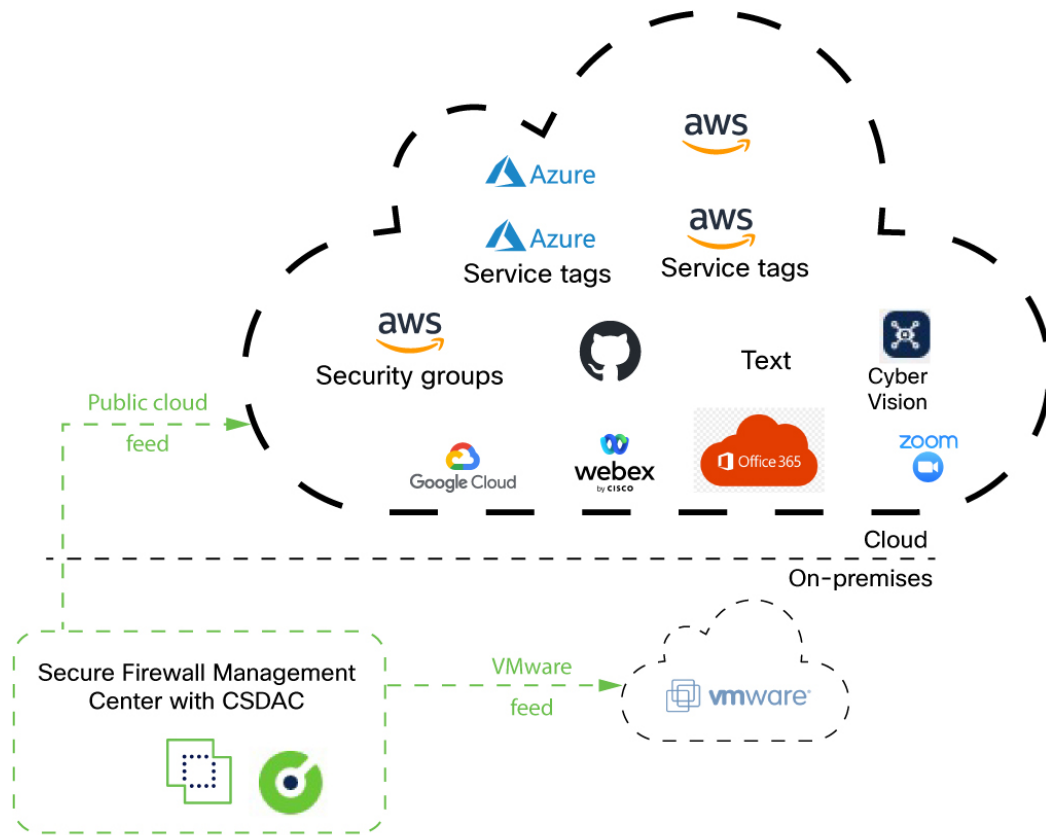 aws
Azure
aws
Azure
Service tags
Service tags
aws
Security groups
Text
Cyber
Vision
Public cloud
feed
Google Cloud
webex
by CISCO
Office 365
zoom
Cloud
On-premises
Secure Firewall Management
Center with CSDAC
VMware
feed
vmware®